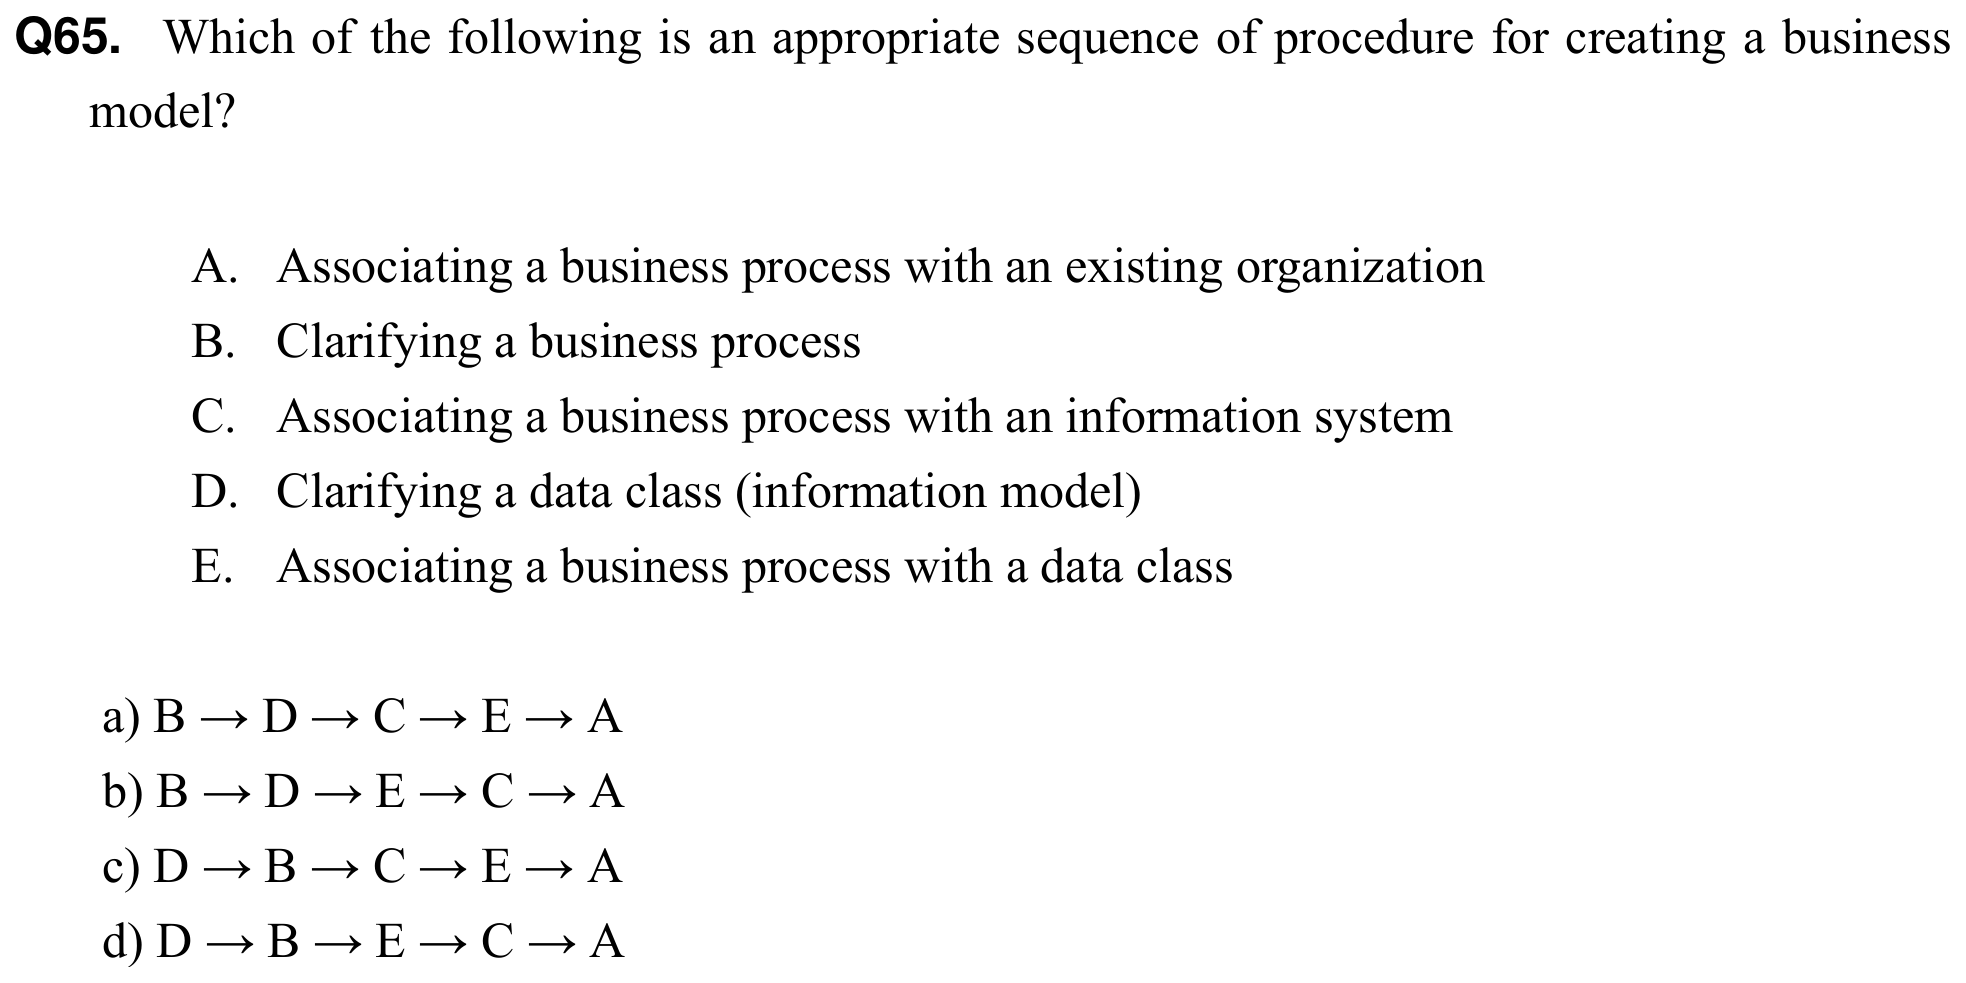 Q65. Which of the following is an appropriate sequence of procedure for creating a business
model?
A. Associating a business process with an existing organization
B. Clarifying a business process
C. Associating a business process with an information system
D. Clarifying a data class (information model)
E. Associating a business process with a data class
a) B → D → C → E → A
b) B → D → E → C → A
c) D → B → C → E → A
d) D → B → E → C → A